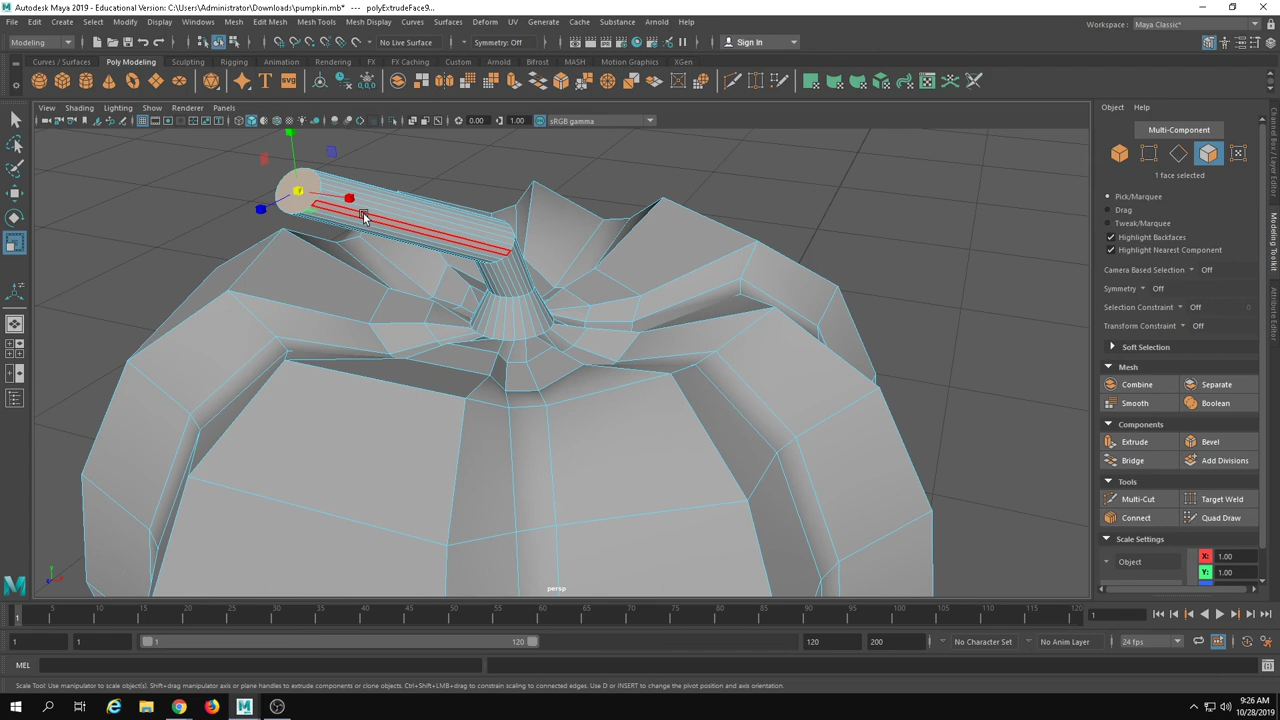 Autodesk Maya 2019 - Educational Version: C:\Users\Administrator\Downloads\pumpkin.mb* --- polyExtrudeFace9...
File Edit Create Select Modify Display Windows Mesh Edit Mesh Mesh Tools Mesh Display Curves Surfaces Deform UV Generate Cache Substance Arnold Help
Workspace : Maya Classic*
Modeling No Live Surface Symmetry: Off Sign In
Curves / Surfaces Poly Modeling Sculpting Rigging Animation Rendering FX FX Caching Custom Arnold Bifrost MASH Motion Graphics XGen
View Shading Lighting Show Renderer Panels
0.00 1.00 sRGB gamma
Object Help
Multi-Component
1 face selected
Pick/Marquee
Drag
Tweak/Marquee
Highlight Backfaces
Highlight Nearest Component
Camera Based Selection Off
Symmetry Off
Selection Constraint Off
Transform Constraint Off
Soft Selection
Mesh
Combine Separate
Smooth Boolean
Components
Extrude Bevel
Bridge Add Divisions
Tools
Multi-Cut Target Weld
Connect Quad Draw
Scale Settings
Object X: 1.00
Y: 1.00
Channel Box / Layer Editor
Modeling Toolkit
Attribute Editor
persp
5 10 15 20 25 30 35 40 45 50 55 60 65 70 75 80 85 90 95 100 105 110 115 120
1 1
1 1 1 120 120 200 No Character Set No Anim Layer 24 fps
MEL
Scale Tool: Use manipulator to scale object(s). Shift+drag manipulator axis or plane handles to extrude components or clone objects. Ctrl+Shift+LMB+drag to constrain scaling to connected edges. Use D or INSERT to change the pivot position and axis orientation.
9:26 AM
10/28/2019